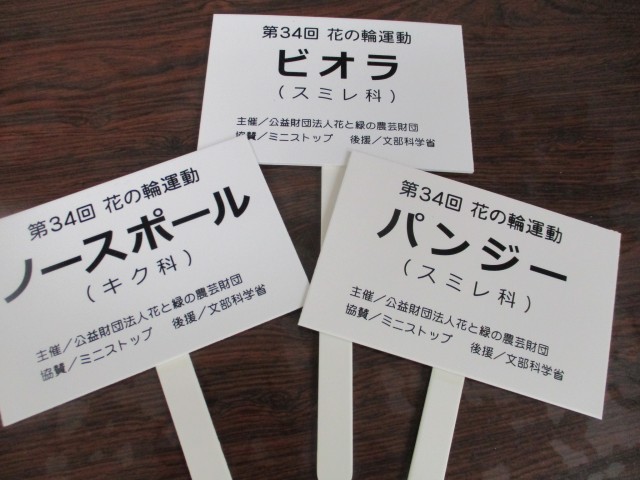 第34回 花の輪運動
ビオラ
(スミレ科)
主催/公益財団法人花と緑の農芸財団
協賛/ミニストップ 後援/文部科学省
第34回 花の輪運動
ノースポール
(キク科)
主催/公益財団法人花と緑の農芸財団
協賛/ミニストップ 後援/文部科学省
第34回 花の輪運動
パンジー
(スミレ科)
主催/公益財団法人花と緑の農芸財団
協賛/ミニストップ 後援/文部科学省